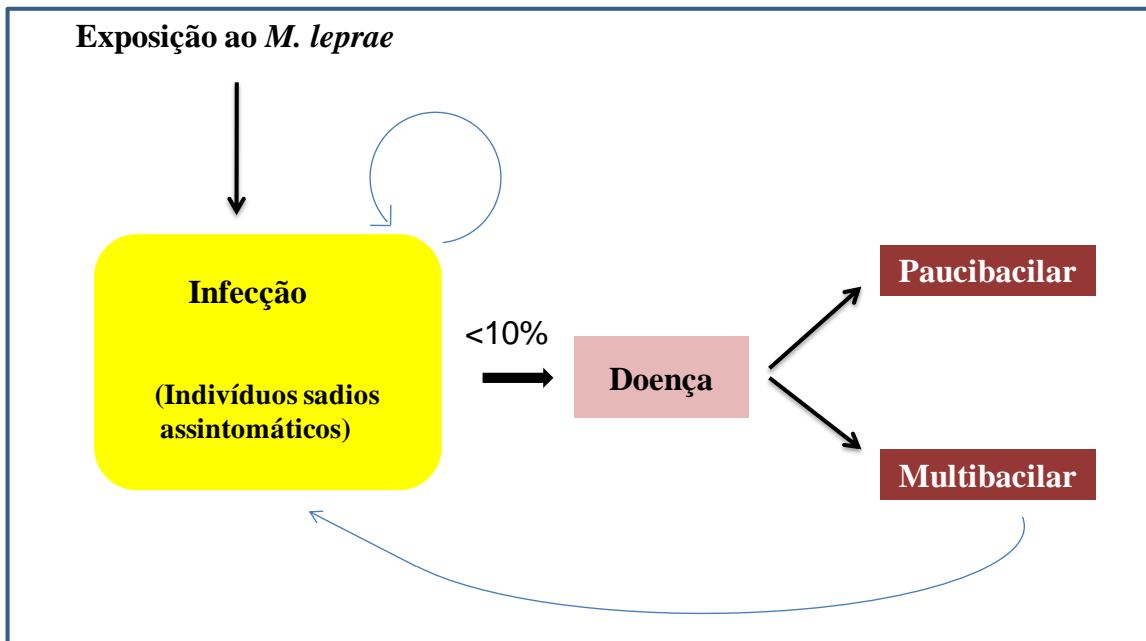 Exposição ao M. leprae
Infecção
(Indivíduos sadios
assintomáticos)
<10%
Doença
Paucibacilar
Multibacilar